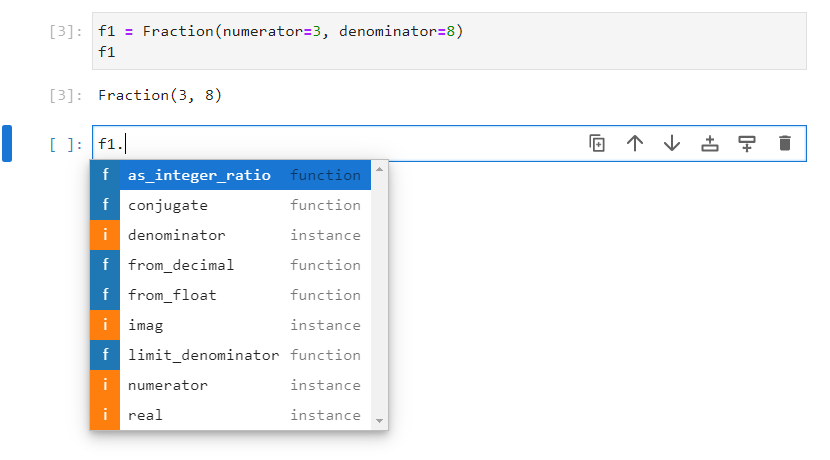 [3]: f1 = Fraction(numerator=3, denominator=8)
f1
[3]: Fraction(3, 8)
[ ]: f1.
f as_integer_ratio function
f conjugate function
i denominator instance
f from_decimal function
f from_float function
i imag instance
f limit_denominator function
i numerator instance
i real instance